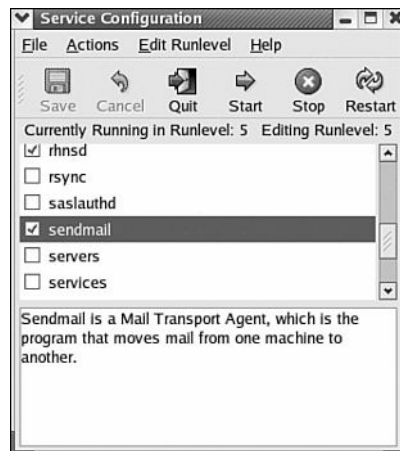 Service Configuration
File Actions Edit Runlevel Help
Save Cancel Quit Start Stop Restart
Currently Running in Runlevel: 5 Editing Runlevel: 5
rhnsd
rsync
saslauthd
sendmail
servers
services
Sendmail is a Mail Transport Agent, which is the
program that moves mail from one machine to
another.